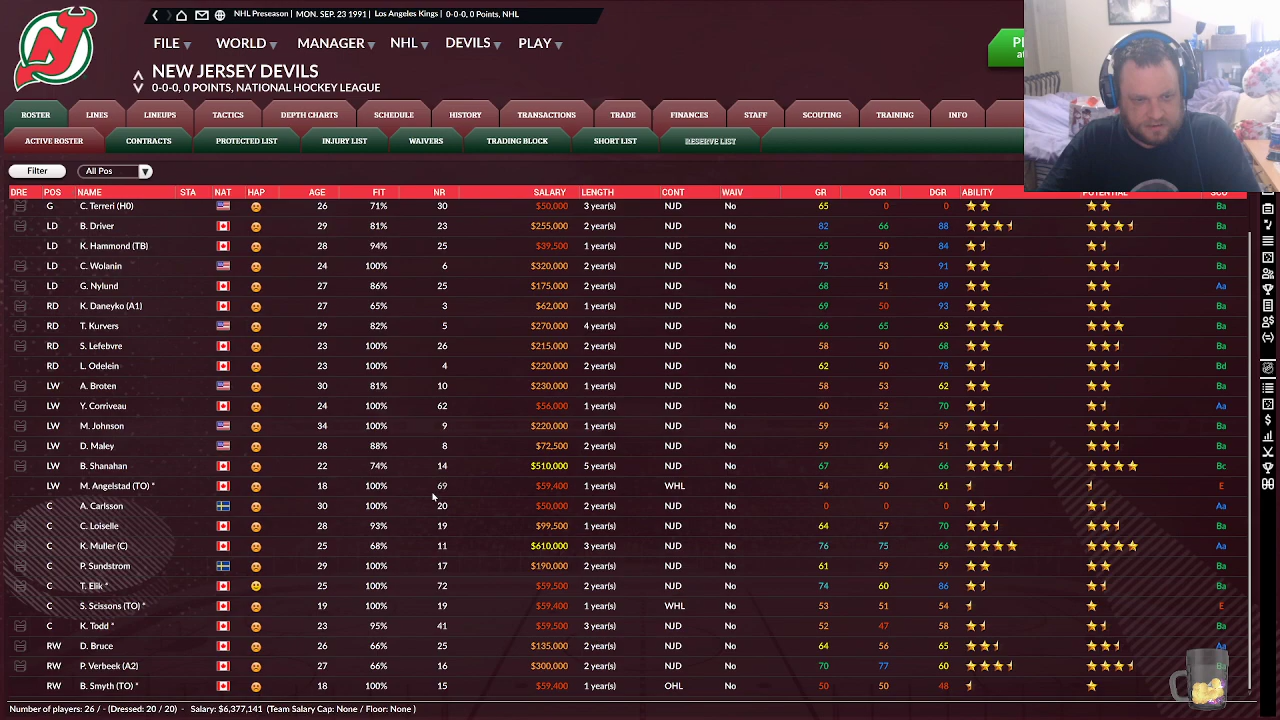 NHL Preseason | MON. SEP. 23 1991 | Los Angeles Kings | 0-0-0, 0 Points, NHL
FILE WORLD MANAGER NHL DEVILS PLAY
NEW JERSEY DEVILS
0-0-0, 0 POINTS, NATIONAL HOCKEY LEAGUE
ROSTER LINES LINEUPS TACTICS DEPTH CHARTS SCHEDULE HISTORY TRANSACTIONS TRADE FINANCES STAFF SCOUTING TRAINING INFO
ACTIVE ROSTER CONTRACTS PROTECTED LIST INJURY LIST WAIVERS TRADING BLOCK SHORT LIST RESERVE LIST
Filter All Pos
DRE POS NAME STA NAT HAP AGE FIT NR SALARY LENGTH CONT WAIV GR OGR DGR ABILITY
G C. Terreri (H0) 26 71% 30 $50,000 3 year(s) NJD No 65 0 0 Ba
LD B. Driver 29 81% 23 $255,000 2 year(s) NJD No 82 66 88 Ba
LD K. Hammond (TB) 28 94% 25 $39,500 1 year(s) NJD No 65 50 84 Ba
LD C. Wolanin 24 100% 6 $320,000 2 year(s) NJD No 75 53 91 Ba
LD G. Nylund 28 86% 25 $175,000 2 year(s) NJD No 68 51 89 Aa
RD K. Daneyko (A1) 27 65% 3 $62,000 1 year(s) NJD No 69 50 93 Ba
RD T. Kurvers 29 82% 5 $270,000 4 year(s) NJD No 66 65 63 Ba
RD S. Lefebvre 23 100% 26 $215,000 2 year(s) NJD No 58 50 68 Ba
RD L. Odelein 23 100% 4 $220,000 2 year(s) NJD No 62 50 78 Bd
LW A. Broten 30 81% 10 $230,000 1 year(s) NJD No 58 53 62 Ba
LW Y. Corriveau 24 100% 62 $56,000 1 year(s) NJD No 60 52 70 Aa
LW M. Johnson 34 100% 9 $220,000 1 year(s) NJD No 59 54 59 Ba
LW D. Maley 28 88% 8 $72,500 2 year(s) NJD No 59 59 51 Ba
LW B. Shanahan 22 74% 14 $510,000 5 year(s) NJD No 67 64 66 Bc
LW M. Angelstad (TO) * 18 100% 69 $59,400 1 year(s) WHL No 54 50 61 E
C A. Carlsson 30 100% 20 $50,000 2 year(s) NJD No 0 0 0 Aa
C C. Loiselle 28 93% 19 $99,500 1 year(s) NJD No 64 57 70 Ba
C K. Muller (C) 25 68% 11 $610,000 3 year(s) NJD No 76 75 66 Aa
C P. Sundstrom 29 100% 17 $190,000 2 year(s) NJD No 61 59 59 Ba
C T. Elik * 25 100% 72 $59,500 1 year(s) NJD No 74 60 86 Ba
C S. Scissons (TO) * 19 100% 19 $59,400 1 year(s) WHL No 53 51 54 E
C K. Todd * 23 95% 41 $59,500 3 year(s) NJD No 52 47 58 Ba
RW D. Bruce 26 66% 25 $135,000 2 year(s) NJD No 64 56 65 Aa
RW P. Verbeek (A2) 27 66% 16 $300,000 2 year(s) NJD No 70 77 60 Ba
RW B. Smyth (TO) * 18 100% 15 $59,400 1 year(s) OHL No 50 50 48
Number of players: 26 / - (Dressed: 20 / 20) - Salary: $6,377,141 (Team Salary Cap: None / Floor: None )